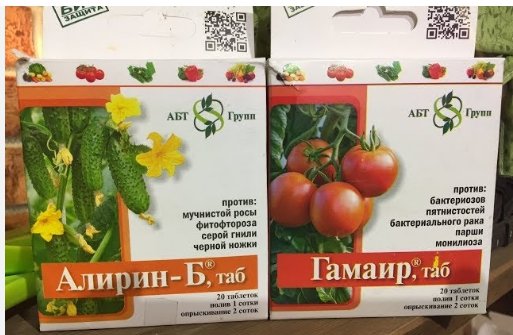 ЗАЩИТА
АБТ Групп
против:
мучнистой росы
фитофтороза
серой гнили
черной ножки
Алирин-Б®, таб
20 таблеток
полив 1 сотки
опрыскивание 2 соток
АБТ Групп
против:
бактериозов
пятнистостей
бактериального рака
парши
монилиоза
Гамаир®, таб
20 таблеток
полив 1 сотки
опрыскивание 2 соток